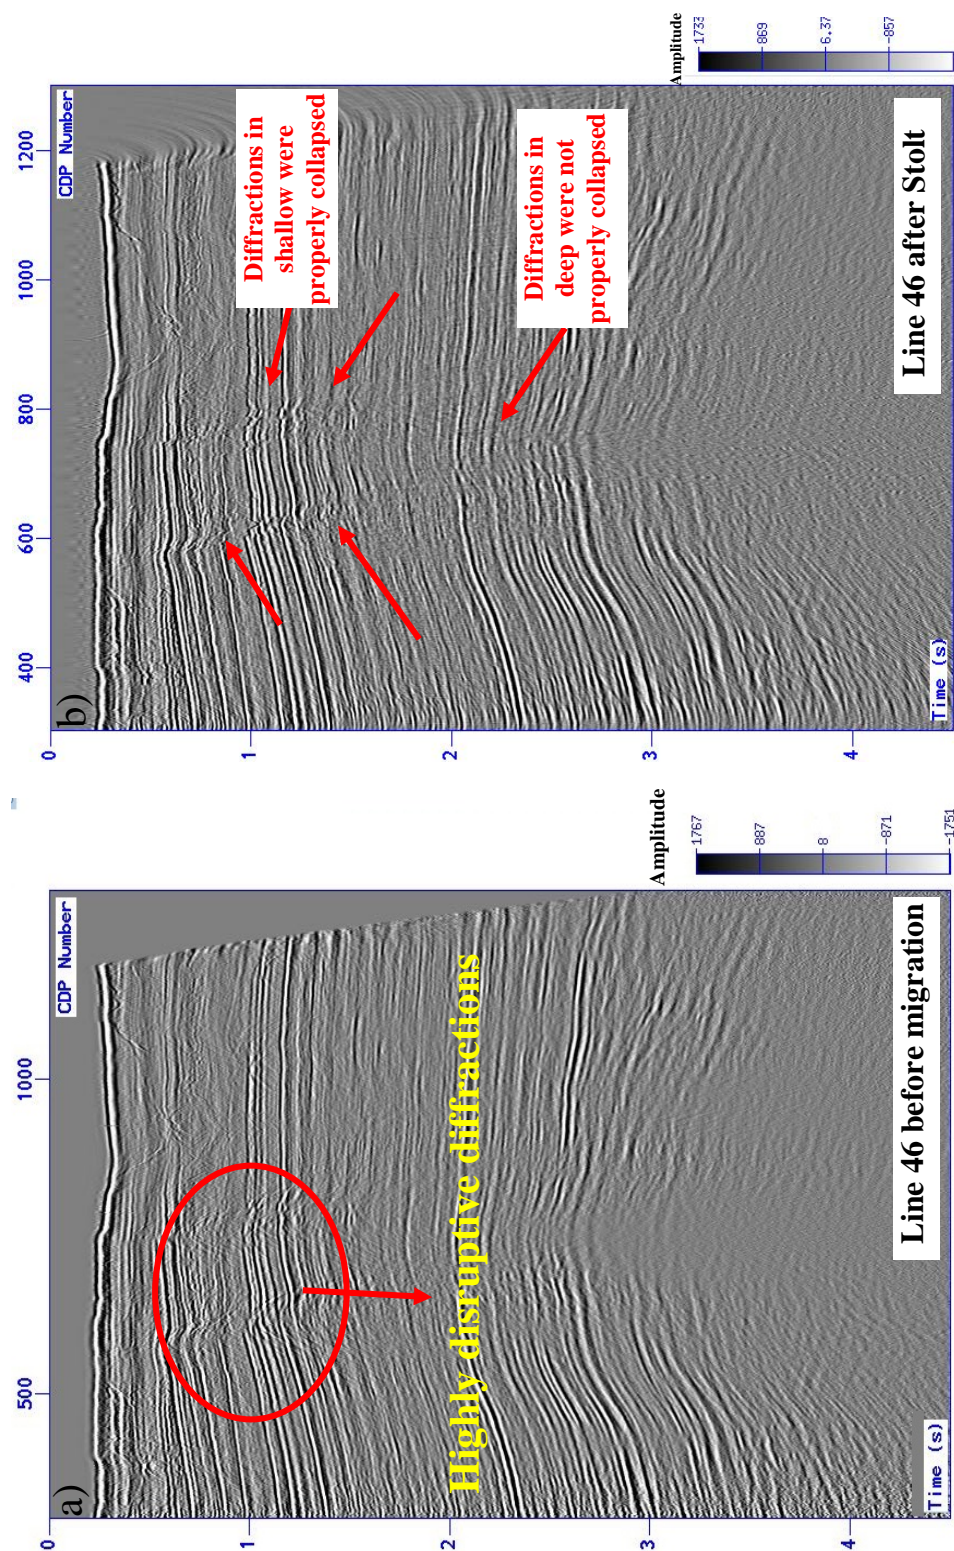 a)
CDP Number
500
1000
0
1
2
3
4
Time (s)
Highly disruptive diffractions
Line 46 before migration
Amplitude
1767
887
8
-871
-1751
b)
CDP Number
400
600
800
1000
1200
0
1
2
3
4
Time (s)
Diffractions in
shallow were
properly collapsed
Diffractions in
deep were not
properly collapsed
Line 46 after Stolt
Amplitude
1733
869
6.37
-857